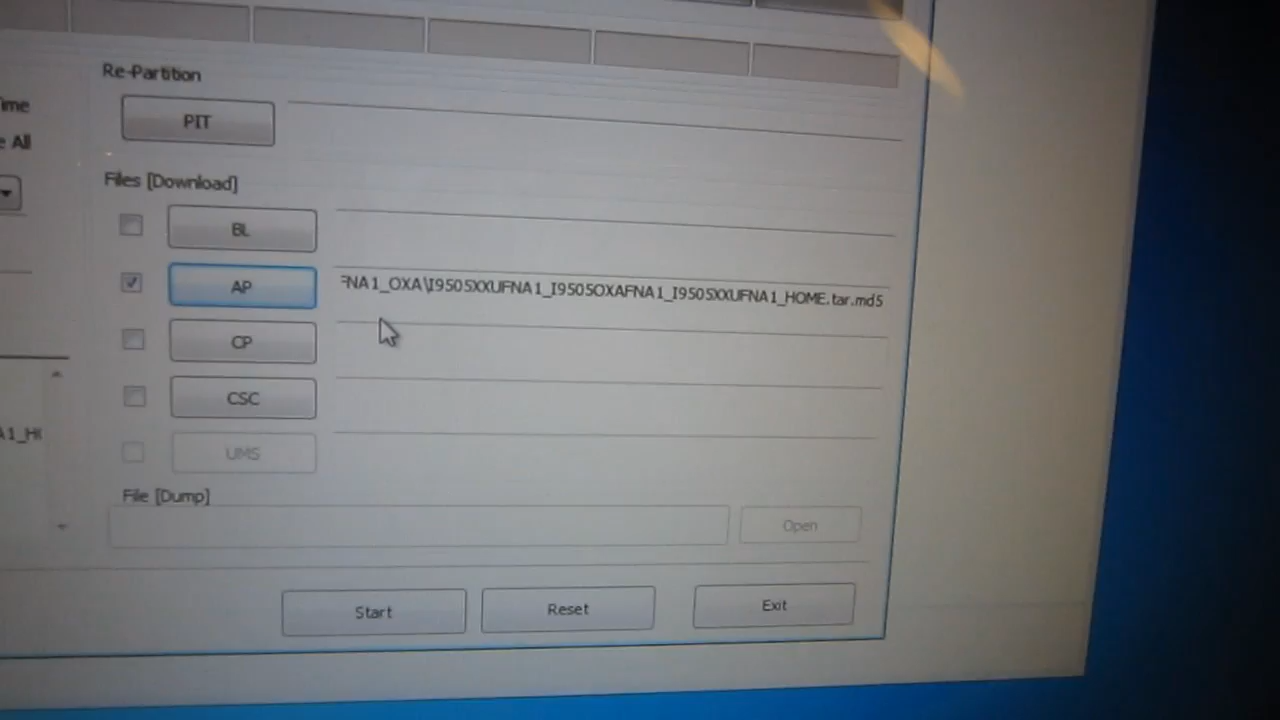 Re-Partition
PIT
e All
Files [Download]
BL
AP
FNA1_OXA\I9505XXUFNA1_I9505OXAFNA1_I9505XXUFNA1_HOME.tar.md5
CP
CSC
A1_HO
UMS
File [Dump]
Open
Start
Reset
Exit